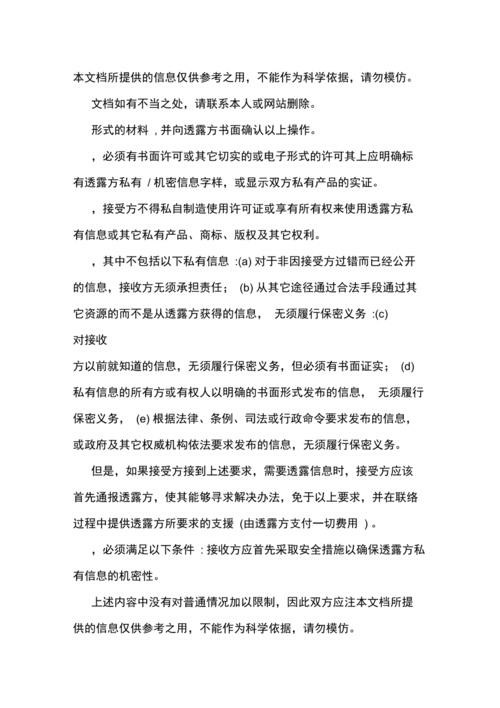 本文档所提供的信息仅供参考之用，不能作为科学依据，请勿模仿。
文档如有不当之处，请联系本人或网站删除。
形式的材料 , 并向透露方书面确认以上操作。
，必须有书面许可或其它切实的或电子形式的许可其上应明确标
有透露方私有 / 机密信息字样，或显示双方私有产品的实证。
，接受方不得私自制造使用许可证或享有所有权来使用透露方私
有信息或其它私有产品、商标、版权及其它权利。
，其中不包括以下私有信息 :(a) 对于非因接受方过错而已经公开
的信息，接收方无须承担责任； (b) 从其它途径通过合法手段通过其
它资源的而不是从透露方获得的信息， 无须履行保密义务 :(c)
对接收
方以前就知道的信息，无须履行保密义务，但必须有书面证实； (d)
私有信息的所有方或有权人以明确的书面形式发布的信息， 无须履行
保密义务， (e) 根据法律、条例、司法或行政命令要求发布的信息，
或政府及其它权威机构依法要求发布的信息，无须履行保密义务。
但是，如果接受方接到上述要求，需要透露信息时，接受方应该
首先通报透露方，使其能够寻求解决办法，免于以上要求，并在联络
过程中提供透露方所要求的支援 (由透露方支付一切费用 ) 。
，必须满足以下条件 : 接收方应首先采取安全措施以确保透露方私
有信息的机密性。
上述内容中没有对普通情况加以限制，因此双方应注本文档所提
供的信息仅供参考之用，不能作为科学依据，请勿模仿。